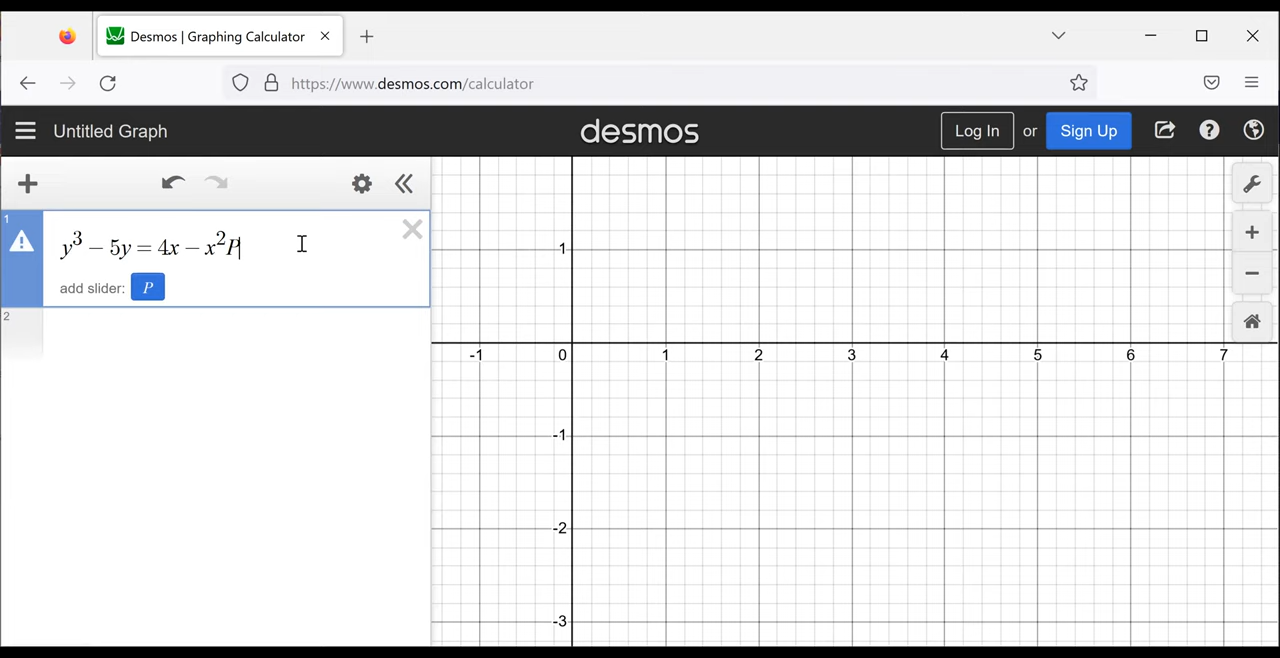 Desmos | Graphing Calculator
https://www.desmos.com/calculator
Untitled Graph
desmos
Log In or Sign Up
1
y³ − 5y = 4x − x²P
add slider: P
2
1
-1 0 1 2 3 4 5 6 7
-1
-2
-3